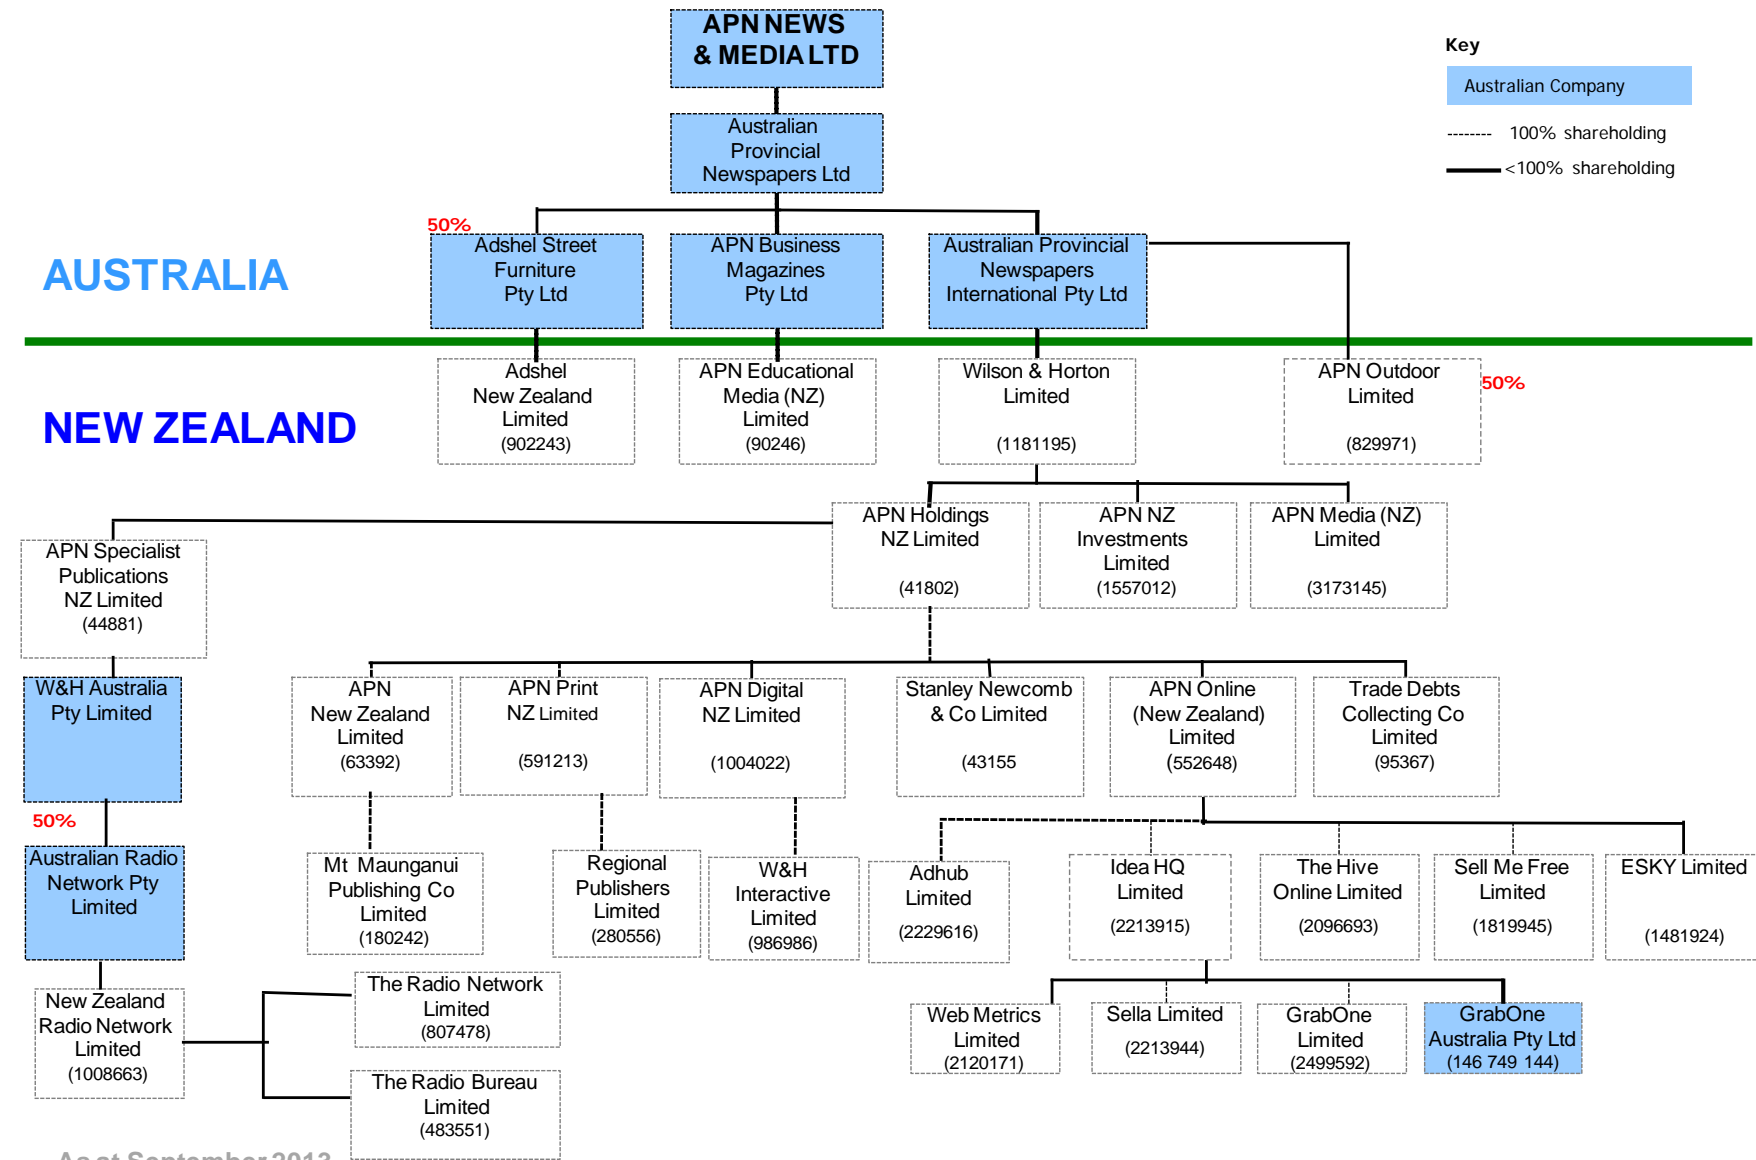 APN NEWS
& MEDIA LTD
Key
Australian Company
-------- 100% shareholding
<100% shareholding
Australian
Provincial
Newspapers Ltd
50%
Adshel Street
Furniture
Pty Ltd
APN Business
Magazines
Pty Ltd
Australian Provincial
Newspapers
International Pty Ltd
AUSTRALIA
NEW ZEALAND
Adshel
New Zealand
Limited
(902243)
APN Educational
Media (NZ)
Limited
(90246)
Wilson & Horton
Limited
(1181195)
APN Outdoor
Limited
(829971)
50%
APN Holdings
NZ Limited
(41802)
APN NZ
Investments
Limited
(1557012)
APN Media (NZ)
Limited
(3173145)
APN Specialist
Publications
NZ Limited
(44881)
W&H Australia
Pty Limited
APN
New Zealand
Limited
(63392)
APN Print
NZ Limited
(591213)
APN Digital
NZ Limited
(1004022)
Stanley Newcomb
& Co Limited
(43155
APN Online
(New Zealand)
Limited
(552648)
Trade Debts
Collecting Co
Limited
(95367)
50%
Australian Radio
Network Pty
Limited
Mt Maunganui
Publishing Co
Limited
(180242)
Regional
Publishers
Limited
(280556)
W&H
Interactive
Limited
(986986)
Adhub
Limited
(2229616)
Idea HQ
Limited
(2213915)
The Hive
Online Limited
(2096693)
Sell Me Free
Limited
(1819945)
ESKY Limited
(1481924)
New Zealand
Radio Network
Limited
(1008663)
The Radio Network
Limited
(807478)
The Radio Bureau
Limited
(483551)
Web Metrics
Limited
(2120171)
Sella Limited
(2213944)
GrabOne
Limited
(2499592)
GrabOne
Australia Pty Ltd
(146 749 144)
As at September 2013